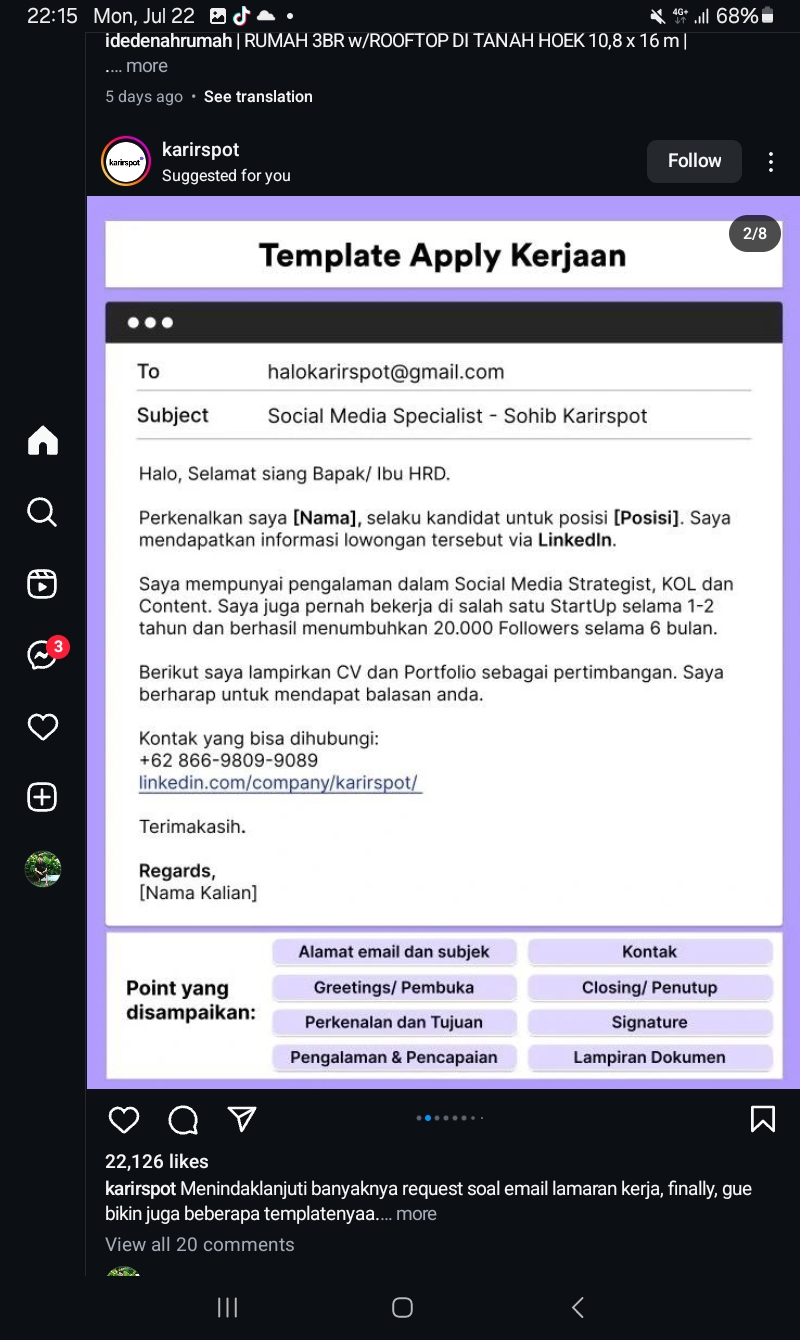 22:15 Mon, Jul 22 4G+ 68%
idedenahrumah | RUMAH 3BR w/ROOFTOP DI TANAH HOEK 10,8 x 16 m |
.... more
5 days ago • See translation
karirspot
karirspot
Suggested for you
Follow
2/8
Template Apply Kerjaan
To halokarirspot@gmail.com
Subject Social Media Specialist - Sohib Karirspot
Halo, Selamat siang Bapak/ Ibu HRD.
Perkenalkan saya [Nama], selaku kandidat untuk posisi [Posisi]. Saya
mendapatkan informasi lowongan tersebut via LinkedIn.
Saya mempunyai pengalaman dalam Social Media Strategist, KOL dan
Content. Saya juga pernah bekerja di salah satu StartUp selama 1-2
tahun dan berhasil menumbuhkan 20.000 Followers selama 6 bulan.
Berikut saya lampirkan CV dan Portfolio sebagai pertimbangan. Saya
berharap untuk mendapat balasan anda.
Kontak yang bisa dihubungi:
+62 866-9809-9089
linkedin.com/company/karirspot/
Terimakasih.
Regards,
[Nama Kalian]
Point yang
disampaikan:
Alamat email dan subjek
Kontak
Greetings/ Pembuka
Closing/ Penutup
Perkenalan dan Tujuan
Signature
Pengalaman & Pencapaian
Lampiran Dokumen
3
22,126 likes
karirspot Menindaklanjuti banyaknya request soal email lamaran kerja, finally, gue
bikin juga beberapa templatenyaa.... more
View all 20 comments